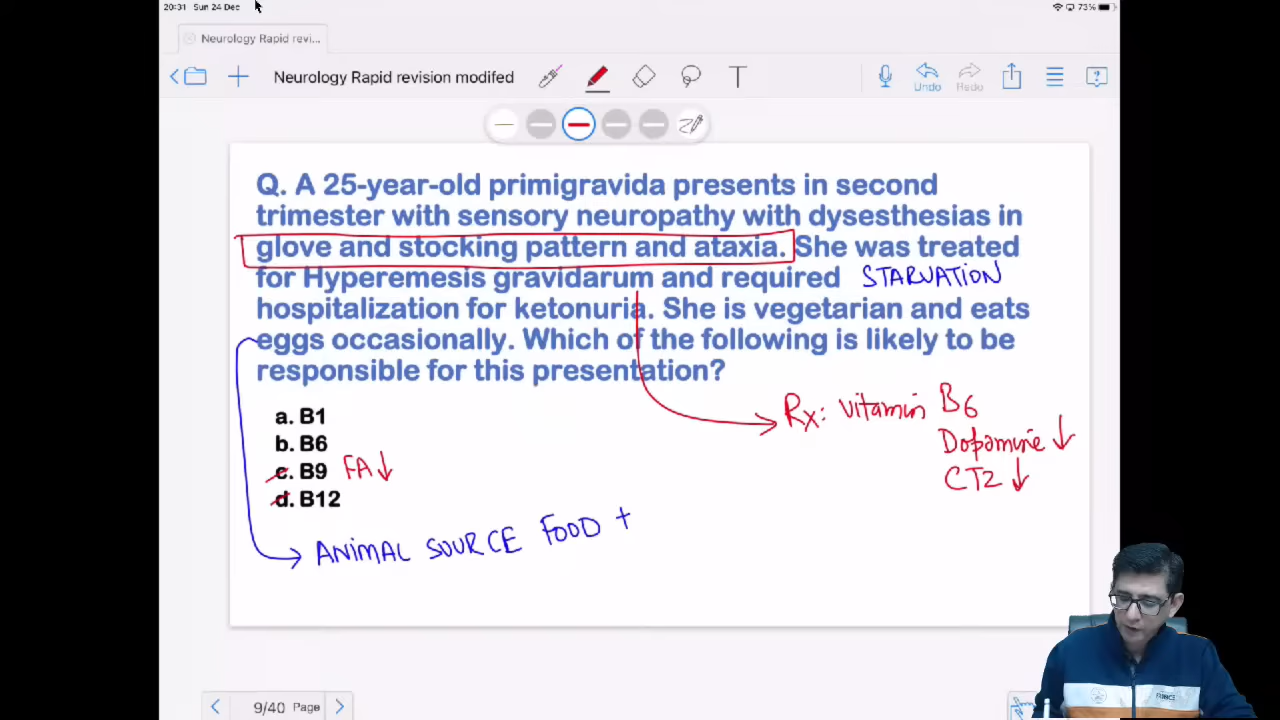 20:31 Sun 24 Dec
73%
Neurology Rapid revi...
Neurology Rapid revision modifed
T
Undo
Redo
Q. A 25-year-old primigravida presents in second
trimester with sensory neuropathy with dysesthesias in
glove and stocking pattern and ataxia. She was treated
for Hyperemesis gravidarum and required STARVATION
hospitalization for ketonuria. She is vegetarian and eats
eggs occasionally. Which of the following is likely to be
responsible for this presentation?
a. B1
b. B6
c. B9 FA↓
d. B12
Rx: vitamin B6
Dopamine ↓
CTZ ↓
ANIMAL SOURCE FOOD +
9/40 Page